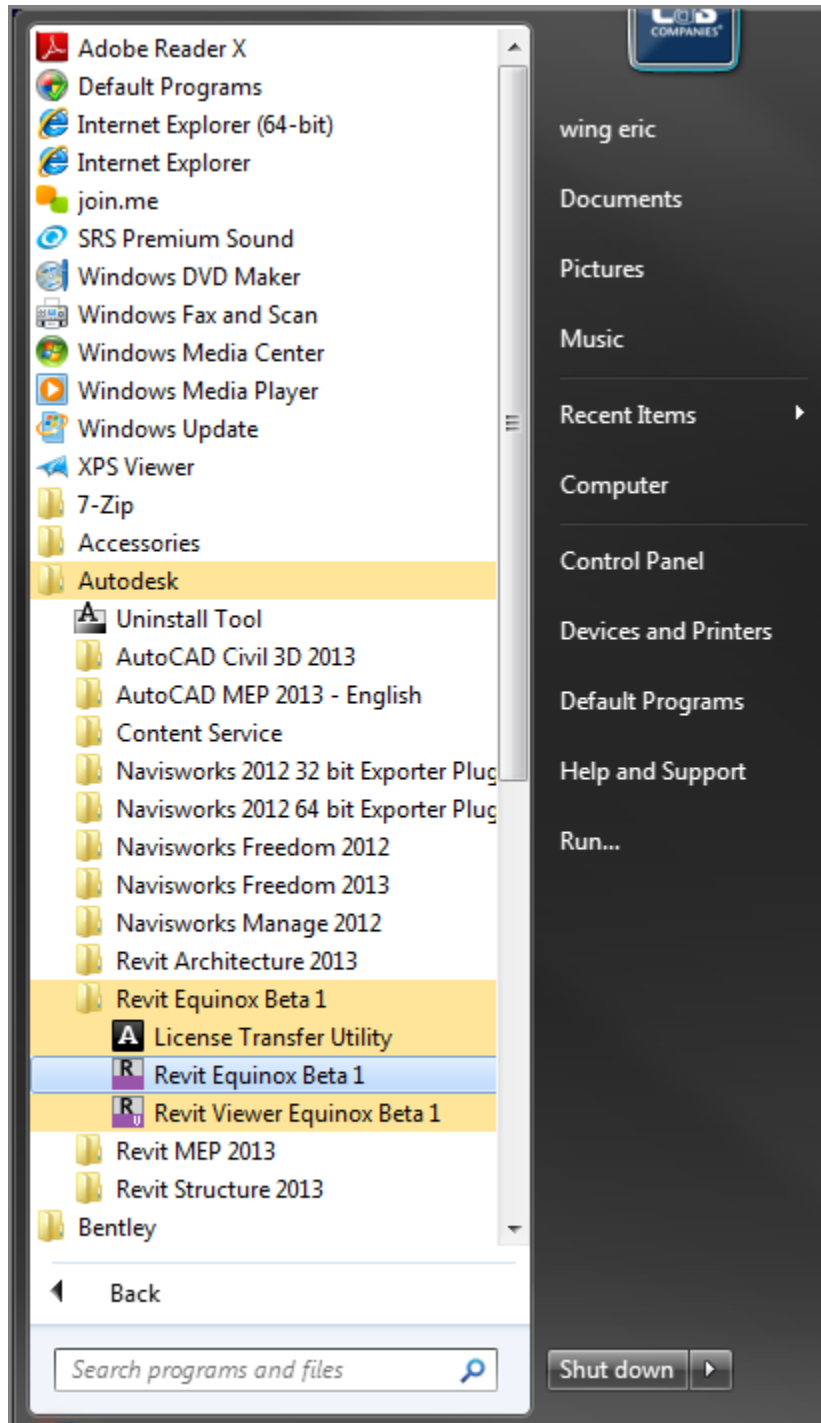 Adobe Reader X
Default Programs
Internet Explorer (64-bit)
Internet Explorer
join.me
SRS Premium Sound
Windows DVD Maker
Windows Fax and Scan
Windows Media Center
Windows Media Player
Windows Update
XPS Viewer
7-Zip
Accessories
Autodesk
Uninstall Tool
AutoCAD Civil 3D 2013
AutoCAD MEP 2013 - English
Content Service
Navisworks 2012 32 bit Exporter Plug
Navisworks 2012 64 bit Exporter Plug
Navisworks Freedom 2012
Navisworks Freedom 2013
Navisworks Manage 2012
Revit Architecture 2013
Revit Equinox Beta 1
License Transfer Utility
Revit Equinox Beta 1
Revit Viewer Equinox Beta 1
Revit MEP 2013
Revit Structure 2013
Bentley
Back
Search programs and files
COMPANIES
wing eric
Documents
Pictures
Music
Recent Items
Computer
Control Panel
Devices and Printers
Default Programs
Help and Support
Run...
Shut down